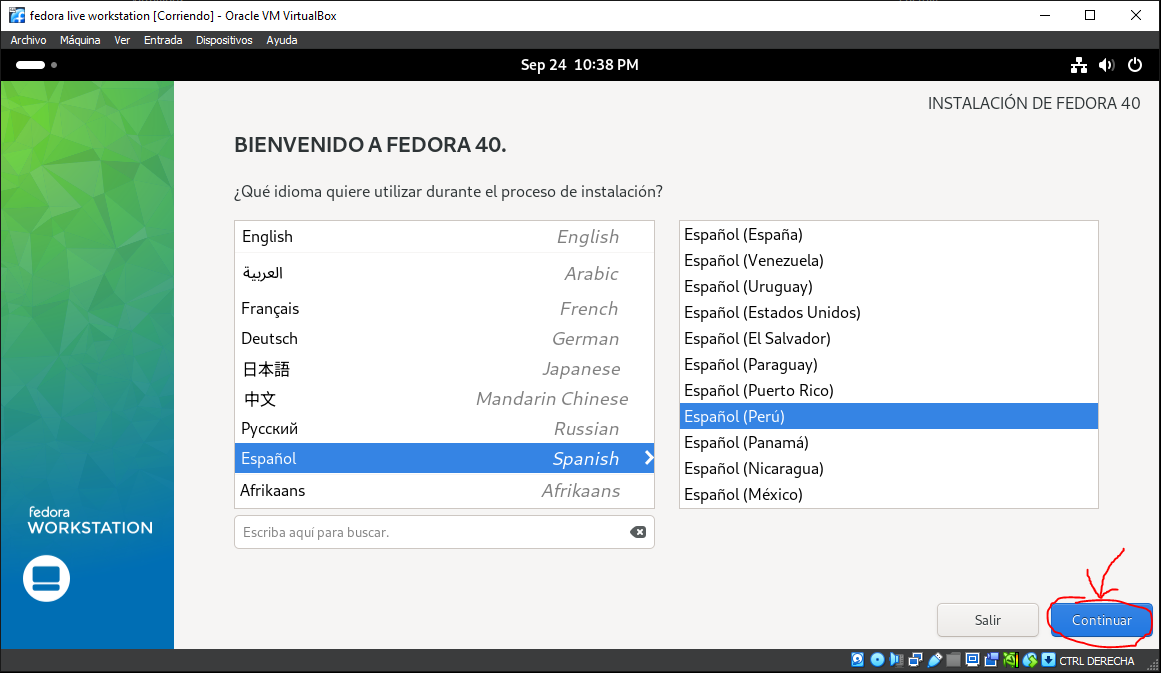 fedora live workstation [Corriendo] - Oracle VM VirtualBox
Archivo Máquina Ver Entrada Dispositivos Ayuda
Sep 24 10:38 PM
INSTALACIÓN DE FEDORA 40
BIENVENIDO A FEDORA 40.
¿Qué idioma quiere utilizar durante el proceso de instalación?
English English
العربية Arabic
Français French
Deutsch German
日本語 Japanese
中文 Mandarin Chinese
Русский Russian
Español Spanish
Afrikaans Afrikaans
Escriba aquí para buscar.
Español (España)
Español (Venezuela)
Español (Uruguay)
Español (Estados Unidos)
Español (El Salvador)
Español (Paraguay)
Español (Puerto Rico)
Español (Perú)
Español (Panamá)
Español (Nicaragua)
Español (México)
fedora
WORKSTATION
Salir Continuar
CTRL DERECHA